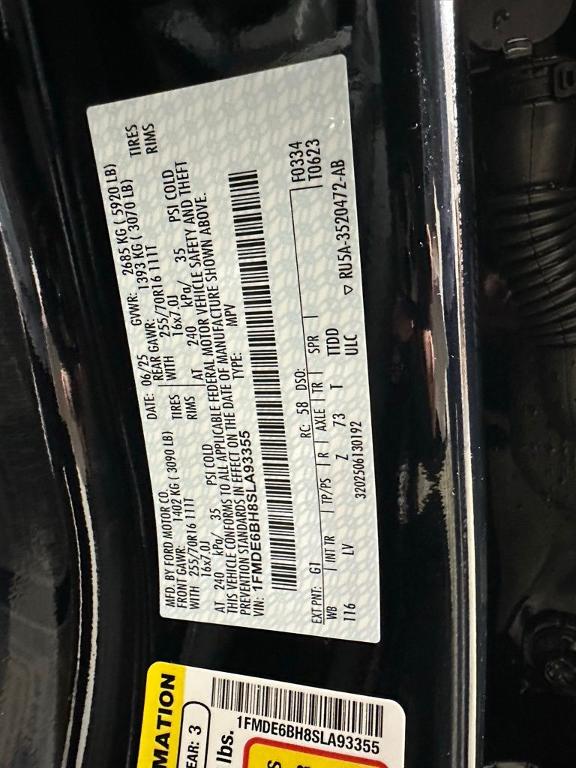 MFD. BY FORD MOTOR CO.
DATE: 06/25 GVWR: 2685 KG ( 5920 LB)
FRONT GAWR: 1402 KG ( 3090 LB) REAR GAWR: 1393 KG ( 3070 LB)
WITH 255/70R16 111T TIRES WITH 255/70R16 111T TIRES
16x7.0J RIMS 16x7.0J RIMS
AT 240 kPa/ 35 PSI COLD AT 240 kPa/ 35 PSI COLD
THIS VEHICLE CONFORMS TO ALL APPLICABLE FEDERAL MOTOR VEHICLE SAFETY AND THEFT
PREVENTION STANDARDS IN EFFECT ON THE DATE OF MANUFACTURE SHOWN ABOVE.
VIN: 1FMDE6BH8SLA93355 TYPE: MPV
F0334
T0623
EXT PNT: G1 RC: 58 DSO:
WB | INT TR | TP/PS | R | AXLE | TR | SPR |
116 LV Z 73 T TTDD
3202506130192 ULC
▽ RU5A-3520472-AB
MATION
EAR: 3
lbs.
1FMDE6BH8SLA93355